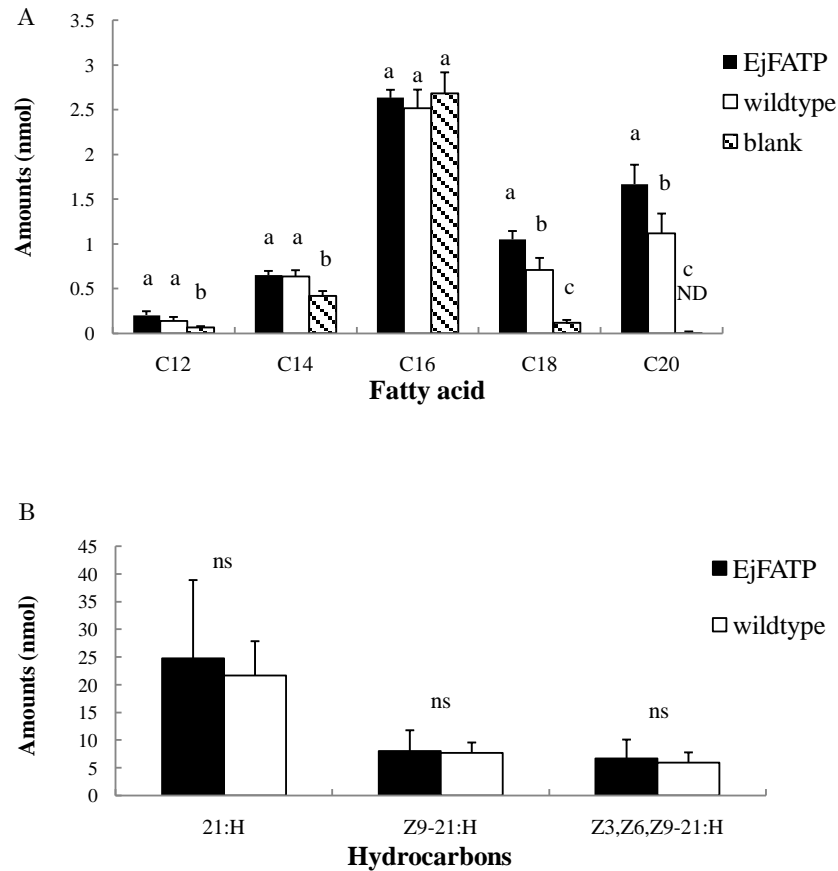 A
3.5
3
2.5
2
1.5
1
0.5
0
Amounts (nmol)
a a b
a a b
a a a
a b c
a b c
ND
C12 C14 C16 C18 C20
Fatty acid
EjFATP
wildtype
blank
B
45
40
35
30
25
20
15
10
5
0
Amounts (nmol)
ns
ns
ns
21:H Z9-21:H Z3,Z6,Z9-21:H
Hydrocarbons
EjFATP
wildtype